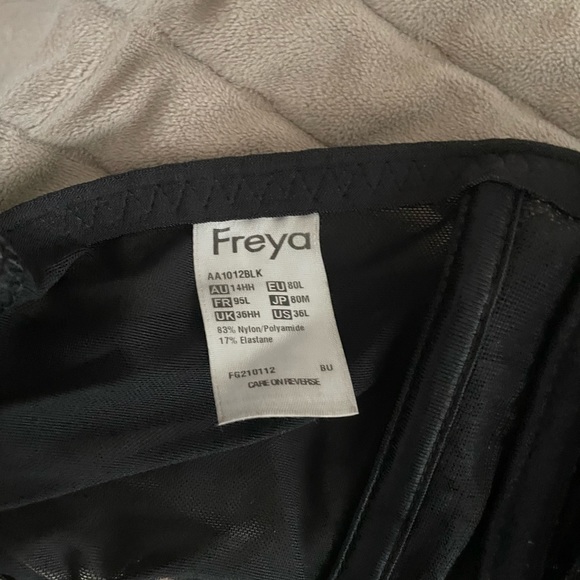 Freya
AA1012BLK
AU 14HH EU 80L
FR 95L JP 80M
UK 36HH US 36L
83% Nylon/Polyamide
17% Elastane
FG210112 BU
CARE ON REVERSE